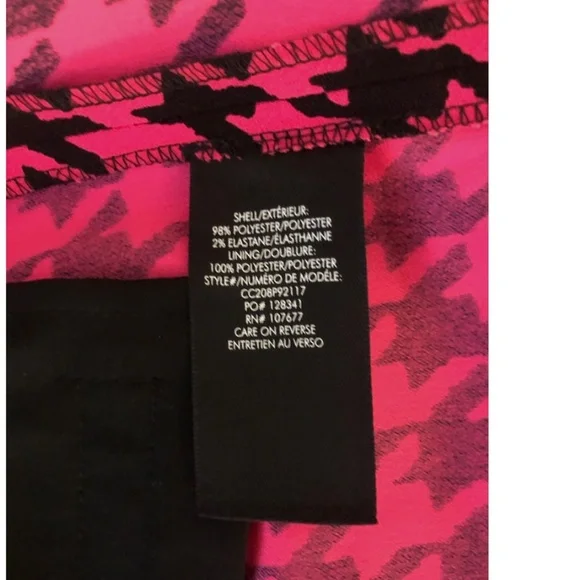 SHELL/EXTÉRIEUR:
98% POLYESTER/POLYESTER
2% ELASTANE/ÉLASTHANNE
LINING/DOUBLURE:
100% POLYESTER/POLYESTER
STYLE#/NUMÉRO DE MODÈLE:
CC208P92117
PO# 128341
RN# 107677
CARE ON REVERSE
ENTRETIEN AU VERSO